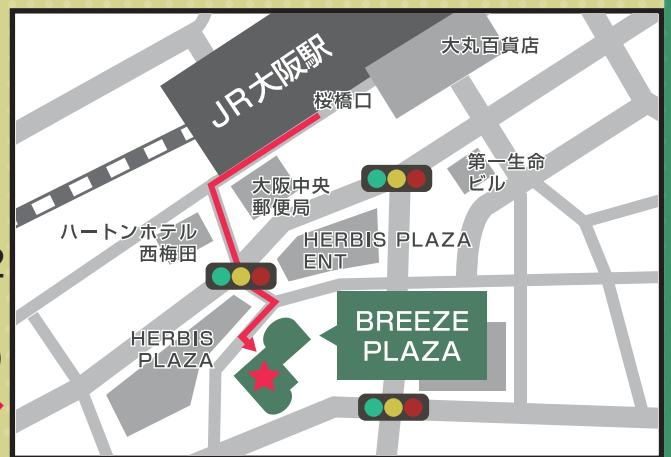 大丸百貨店
JR大阪駅
桜橋口
第一生命
ビル
大阪中央
郵便局
ハートンホテル
西梅田
HERBIS PLAZA
ENT
HERBIS
PLAZA
BREEZE
PLAZA